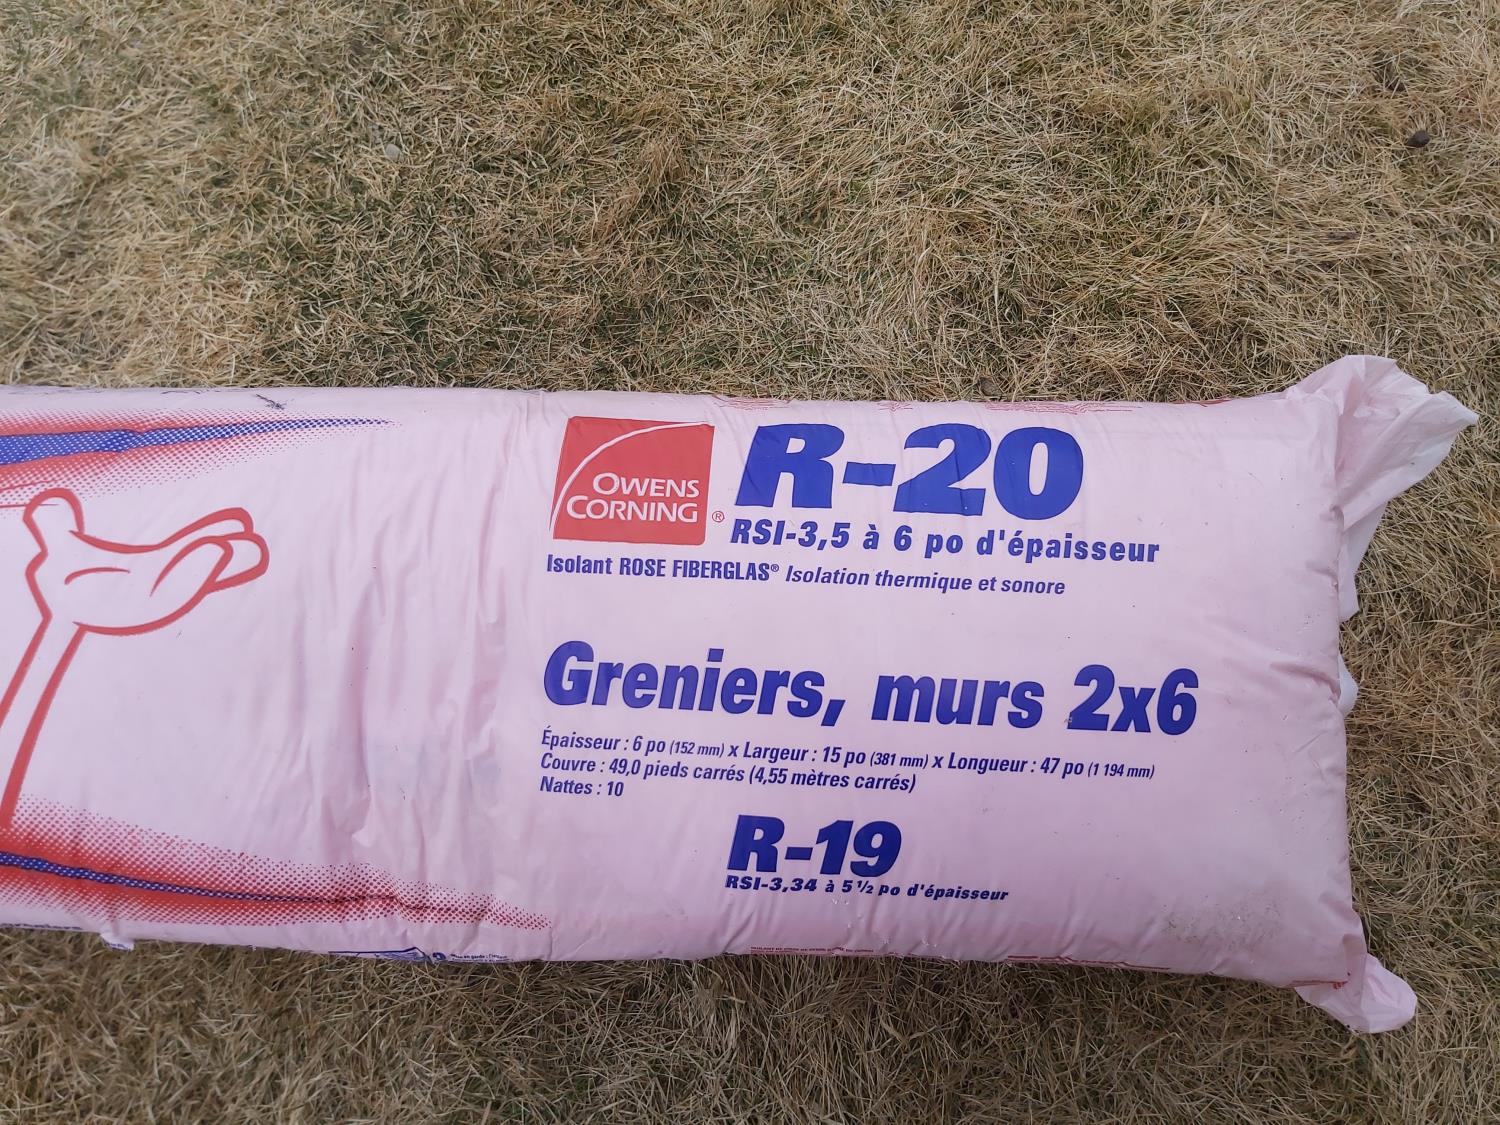 OWENS
CORNING®
R-20
RSI-3,5 à 6 po d'épaisseur
Isolant ROSE FIBERGLAS® Isolation thermique et sonore
Greniers, murs 2x6
Épaisseur : 6 po (152 mm) x Largeur : 15 po (381 mm) x Longueur : 47 po (1 194 mm)
Couvre : 49,0 pieds carrés (4,55 mètres carrés)
Nattes : 10
R-19
RSI-3,34 à 5 ½ po d'épaisseur